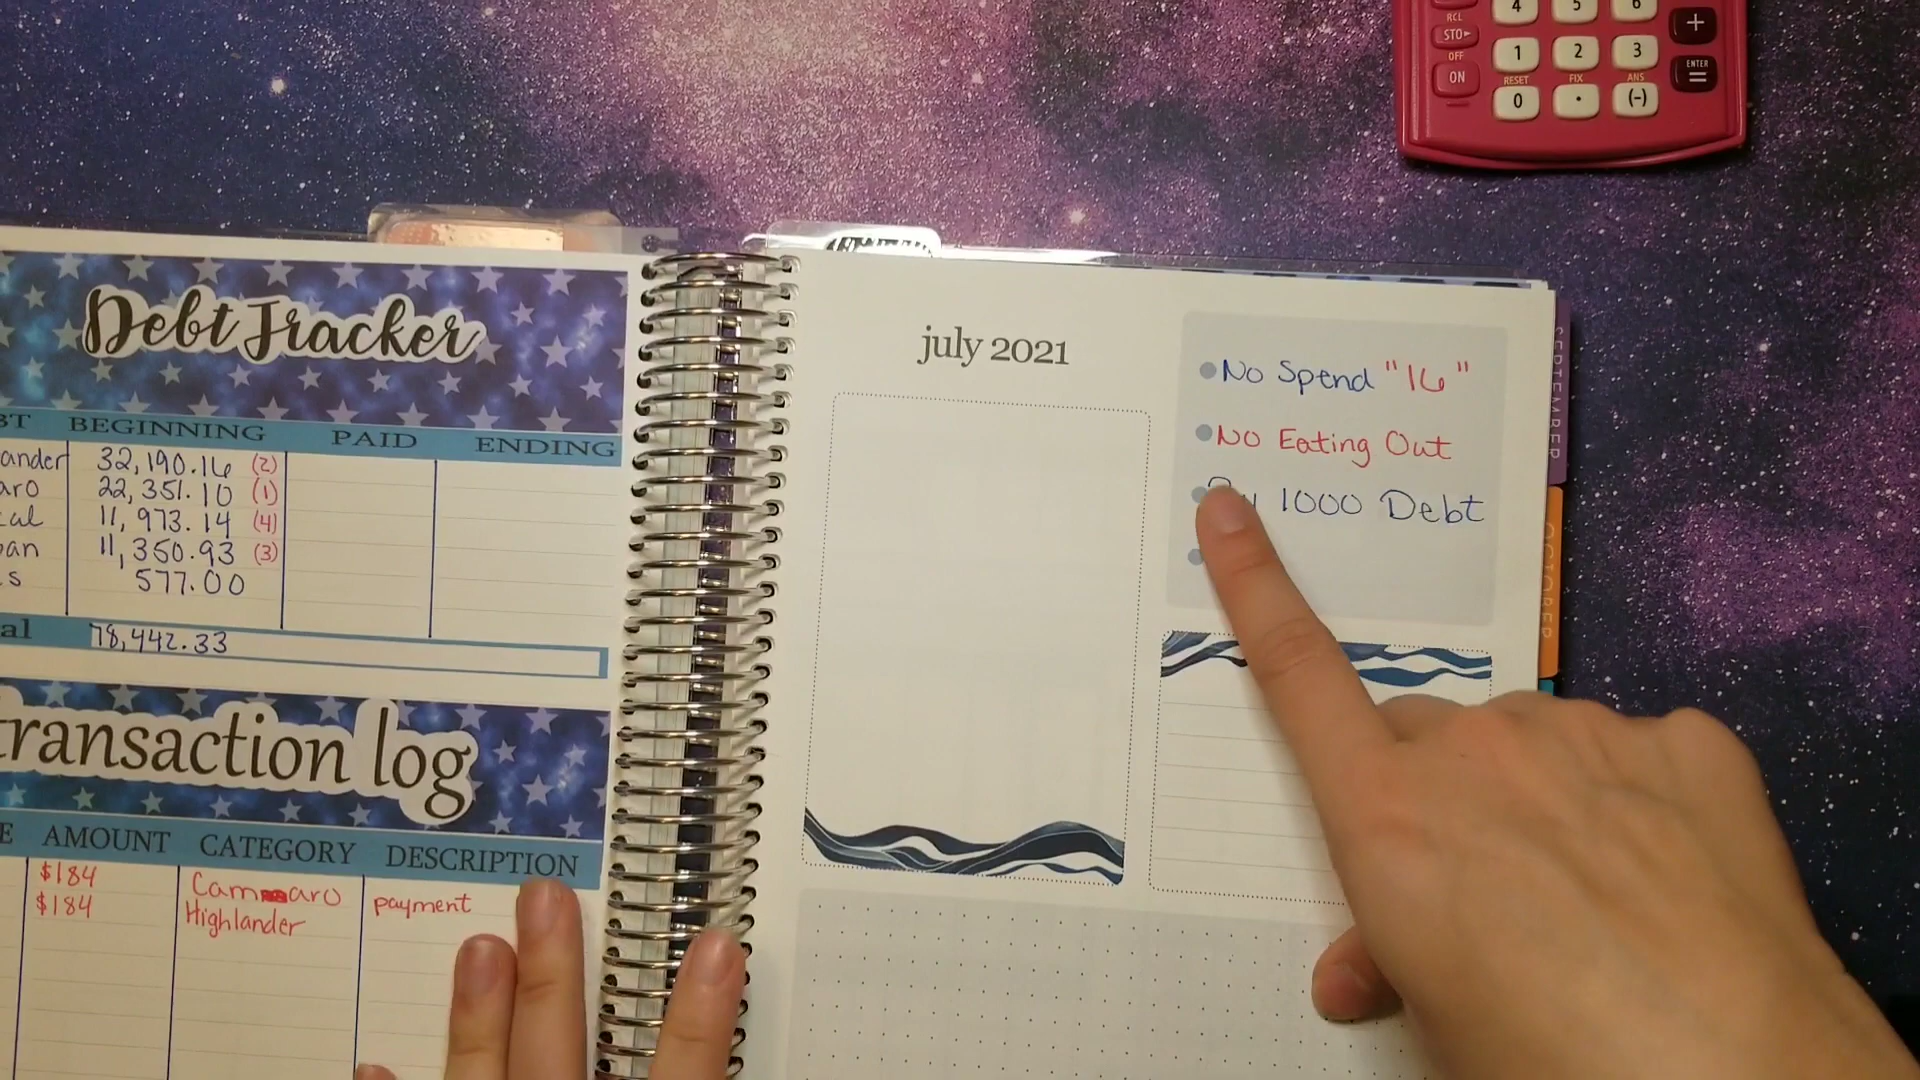 RCL
STO►
OFF
ON
4 5 6 +
1 2 3
ENTER
=
RESET FIX ANS
0 . (-)
Debt Tracker
BEGINNING PAID ENDING
32,190.16 (2)
22,351.10 (1)
11,973.14 (4)
11,350.93 (3)
577.00
78,442.33
transaction log
AMOUNT CATEGORY DESCRIPTION
$184 Camaro payment
$184 Highlander
july 2021
No Spend "16"
No Eating Out
1000 Debt
SEPTEMBER
OCTOBER